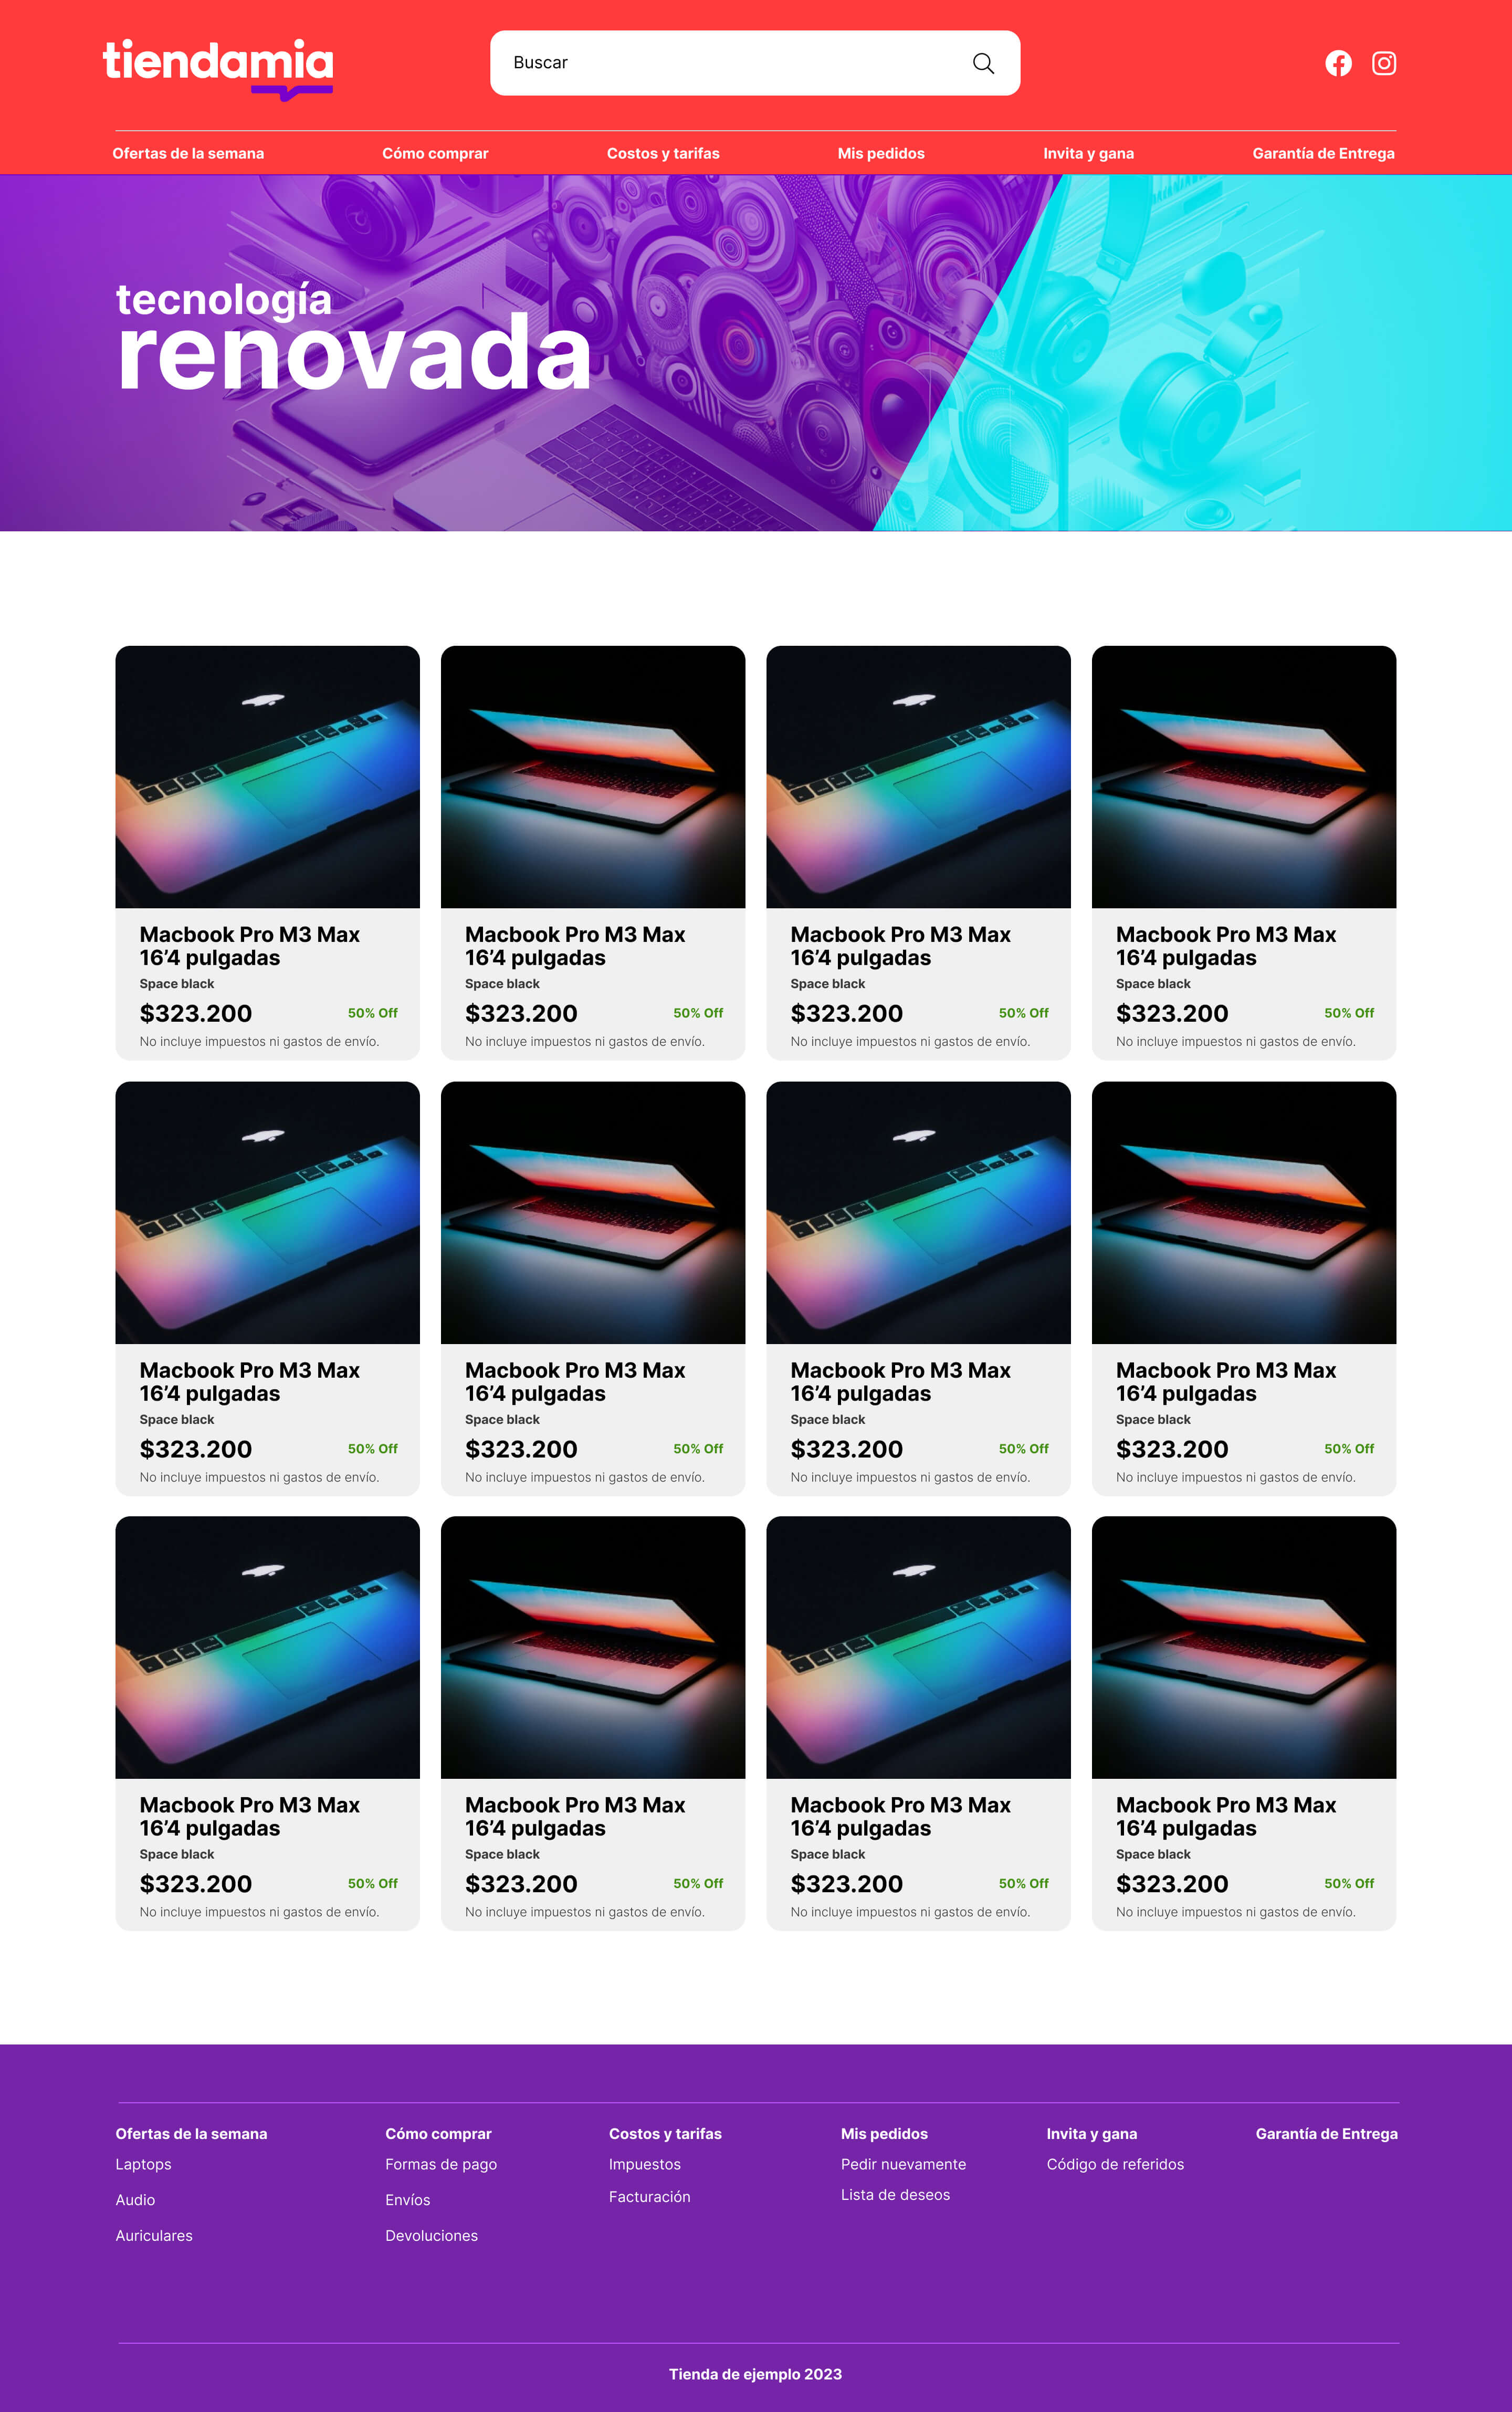 tiendamia
Buscar
Ofertas de la semana
Cómo comprar
Costos y tarifas
Mis pedidos
Invita y gana
Garantía de Entrega
tecnología
renovada
Macbook Pro M3 Max
16’4 pulgadas
Space black
$323.200
50% Off
No incluye impuestos ni gastos de envío.
Macbook Pro M3 Max
16’4 pulgadas
Space black
$323.200
50% Off
No incluye impuestos ni gastos de envío.
Macbook Pro M3 Max
16’4 pulgadas
Space black
$323.200
50% Off
No incluye impuestos ni gastos de envío.
Macbook Pro M3 Max
16’4 pulgadas
Space black
$323.200
50% Off
No incluye impuestos ni gastos de envío.
Macbook Pro M3 Max
16’4 pulgadas
Space black
$323.200
50% Off
No incluye impuestos ni gastos de envío.
Macbook Pro M3 Max
16’4 pulgadas
Space black
$323.200
50% Off
No incluye impuestos ni gastos de envío.
Macbook Pro M3 Max
16’4 pulgadas
Space black
$323.200
50% Off
No incluye impuestos ni gastos de envío.
Macbook Pro M3 Max
16’4 pulgadas
Space black
$323.200
50% Off
No incluye impuestos ni gastos de envío.
Macbook Pro M3 Max
16’4 pulgadas
Space black
$323.200
50% Off
No incluye impuestos ni gastos de envío.
Macbook Pro M3 Max
16’4 pulgadas
Space black
$323.200
50% Off
No incluye impuestos ni gastos de envío.
Macbook Pro M3 Max
16’4 pulgadas
Space black
$323.200
50% Off
No incluye impuestos ni gastos de envío.
Macbook Pro M3 Max
16’4 pulgadas
Space black
$323.200
50% Off
No incluye impuestos ni gastos de envío.
Ofertas de la semana
Laptops
Audio
Auriculares
Cómo comprar
Formas de pago
Envíos
Devoluciones
Costos y tarifas
Impuestos
Facturación
Mis pedidos
Pedir nuevamente
Lista de deseos
Invita y gana
Código de referidos
Garantía de Entrega
Tienda de ejemplo 2023